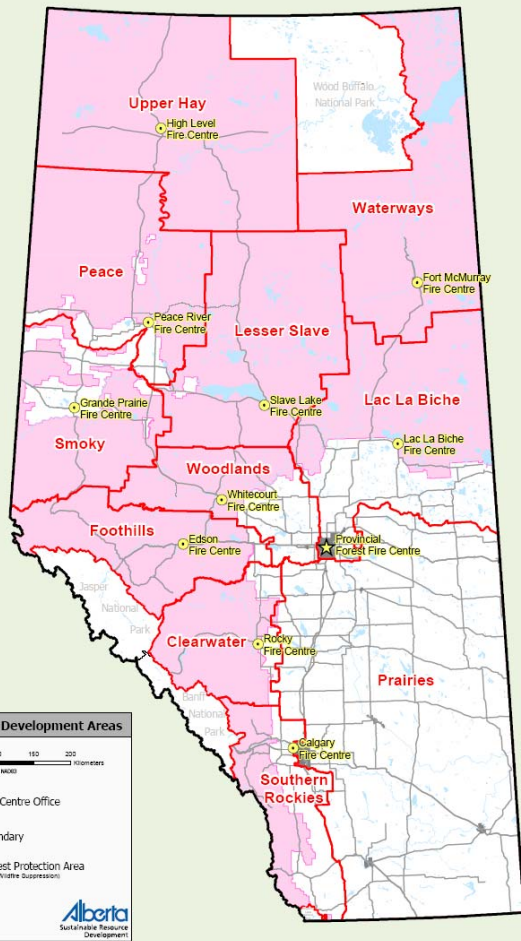 Wood Buffalo
National Park
Upper Hay
High Level
Fire Centre
Waterways
Peace
Fort McMurray
Fire Centre
Peace River
Fire Centre
Lesser Slave
Grande Prairie
Fire Centre
Slave Lake
Fire Centre
Lac La Biche
Smoky
Lac La Biche
Fire Centre
Woodlands
Whitecourt
Fire Centre
Foothills
Edson
Fire Centre
Provincial
Forest Fire Centre
Jasper
National
Park
Clearwater
Rocky
Fire Centre
Prairies
Banff
National
Park
Calgary
Fire Centre
Southern
Rockies
Development Areas
150 200
Kilometers
NAD83
Centre Office
ndary
est Protection Area
Wildfire Suppression)
Alberta
Sustainable Resource
Development